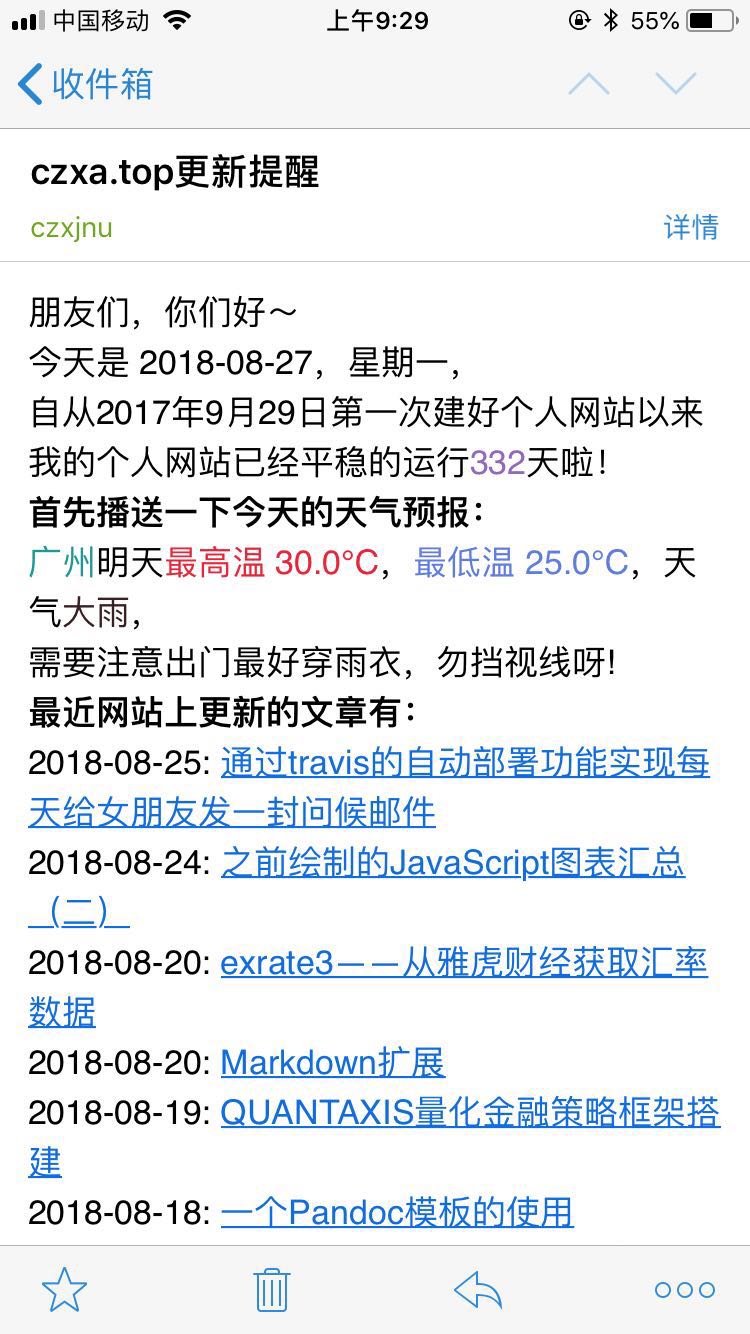 中国移动 上午9:29 55%
收件箱
czxa.top更新提醒
czxjnu 详情
朋友们，你们好～
今天是 2018-08-27，星期一，
自从2017年9月29日第一次建好个人网站以来
我的个人网站已经平稳的运行332天啦！
首先播送一下今天的天气预报：
广州明天最高温 30.0°C，最低温 25.0°C，天
气大雨，
需要注意出门最好穿雨衣，勿挡视线呀!
最近网站上更新的文章有：
2018-08-25: 通过travis的自动部署功能实现每
天给女朋友发一封问候邮件
2018-08-24: 之前绘制的JavaScript图表汇总
（二）
2018-08-20: exrate3——从雅虎财经获取汇率
数据
2018-08-20: Markdown扩展
2018-08-19: QUANTAXIS量化金融策略框架搭
建
2018-08-18: 一个Pandoc模板的使用